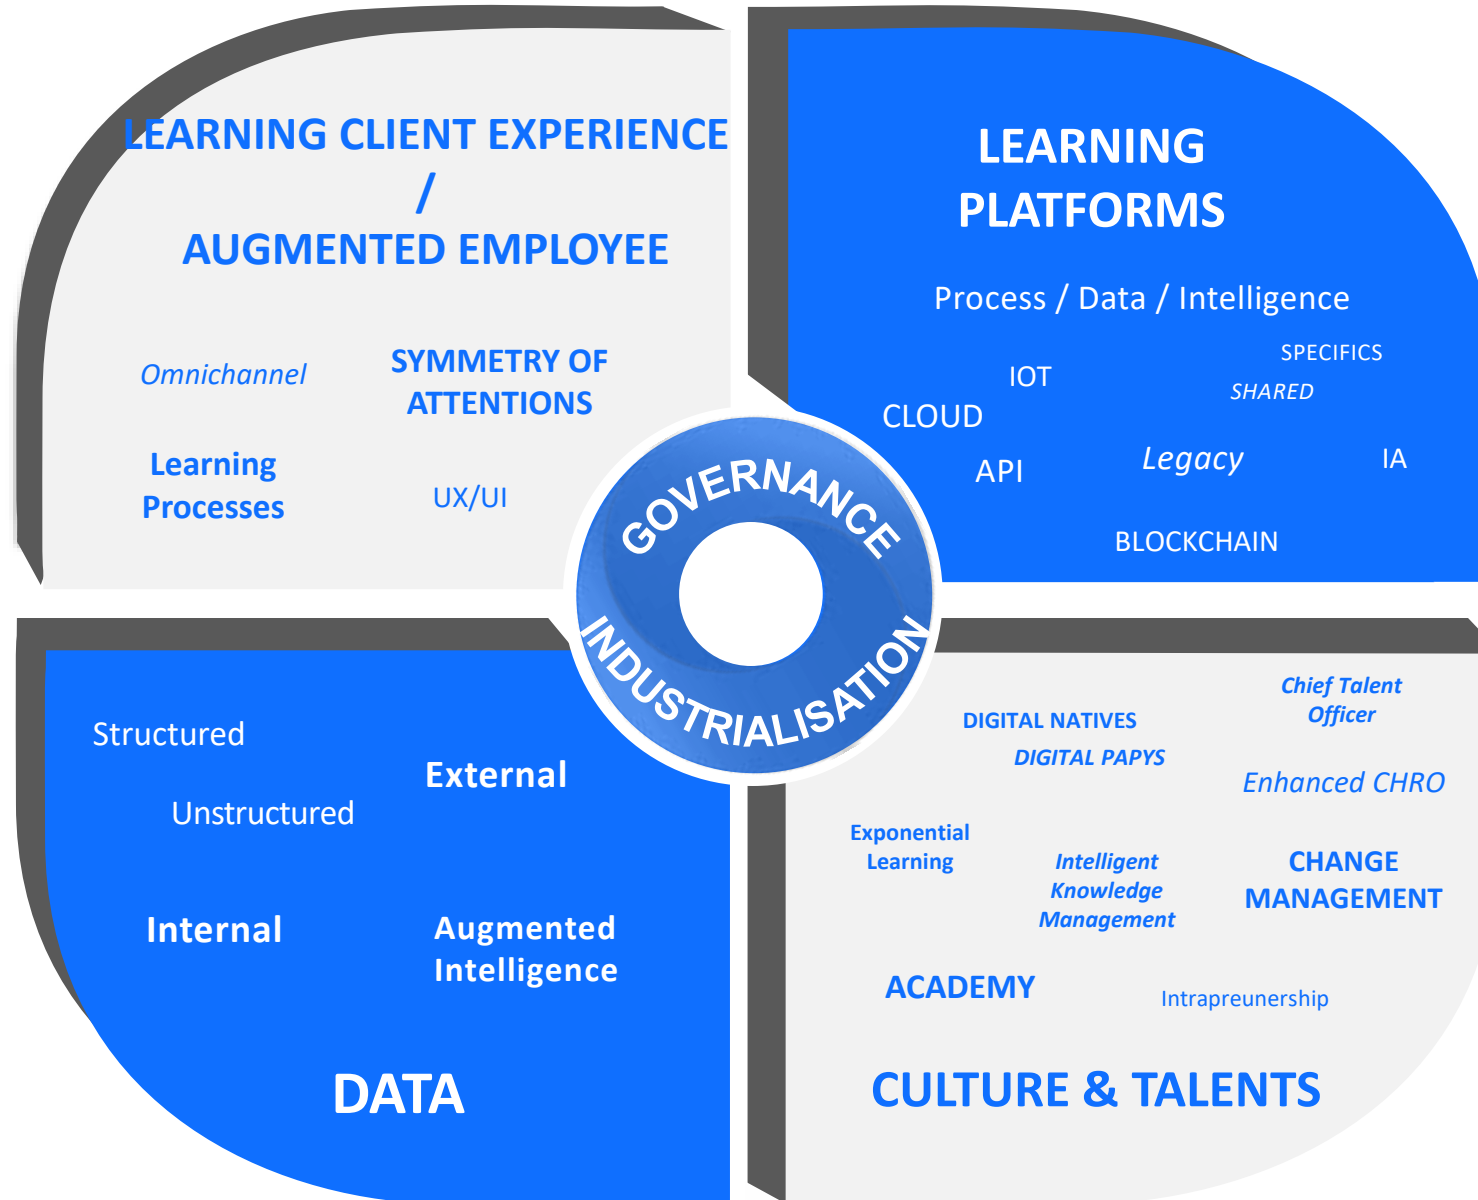 LEARNING CLIENT EXPERIENCE
/
AUGMENTED EMPLOYEE
Omnichannel
SYMMETRY OF
ATTENTIONS
Learning
Processes
UX/UI
LEARNING
PLATFORMS
Process / Data / Intelligence
SPECIFICS
IOT
SHARED
CLOUD
API
Legacy
IA
BLOCKCHAIN
GOVERNANCE
INDUSTRIALISATION
Structured
External
Unstructured
Internal
Augmented
Intelligence
DATA
Chief Talent
Officer
DIGITAL NATIVES
DIGITAL PAPYS
Enhanced CHRO
Exponential
Learning
Intelligent
Knowledge
Management
CHANGE
MANAGEMENT
ACADEMY
Intrapreunership
CULTURE & TALENTS